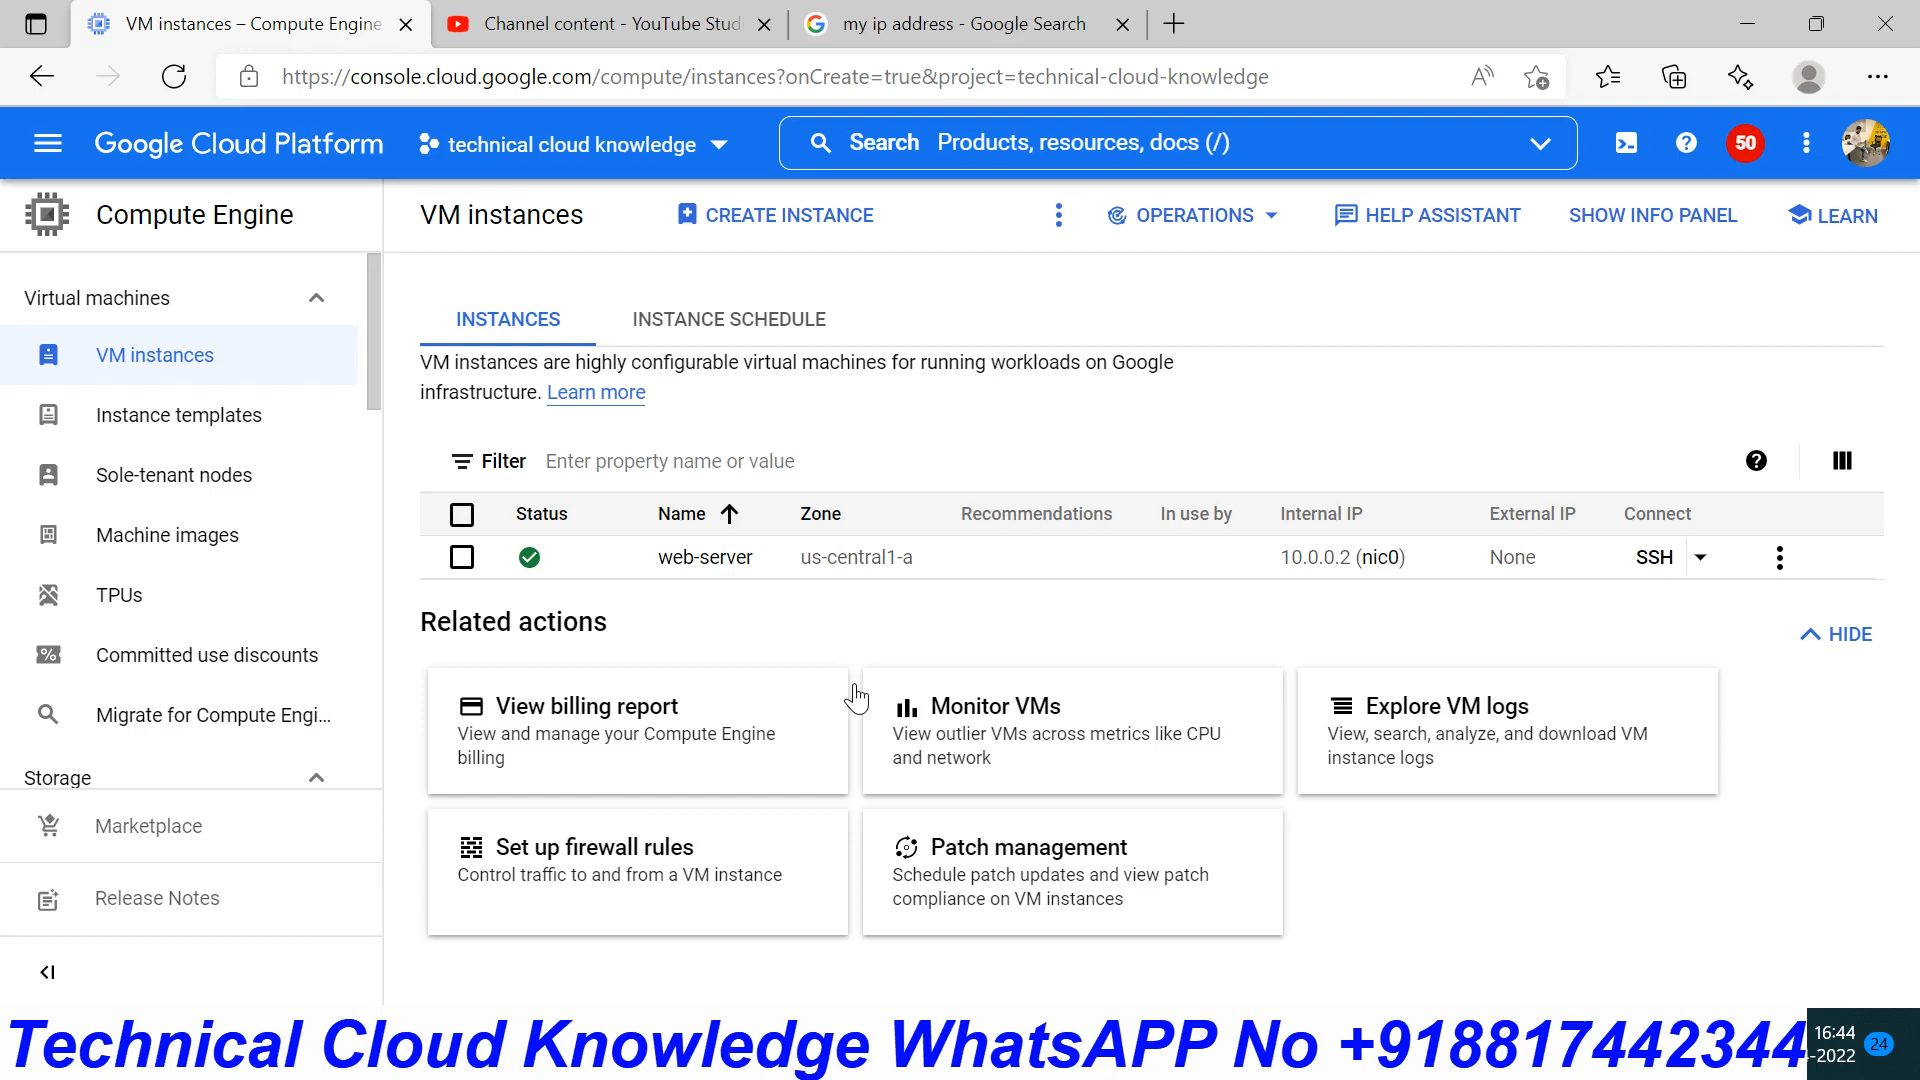 VM instances – Compute Engine
Channel content - YouTube Studi
my ip address - Google Search
https://console.cloud.google.com/compute/instances?onCreate=true&project=technical-cloud-knowledge
Google Cloud Platform
technical cloud knowledge
Search Products, resources, docs (/)
50
Compute Engine
VM instances
CREATE INSTANCE
OPERATIONS
HELP ASSISTANT
SHOW INFO PANEL
LEARN
Virtual machines
VM instances
Instance templates
Sole-tenant nodes
Machine images
TPUs
Committed use discounts
Migrate for Compute Engi...
Storage
Marketplace
Release Notes
INSTANCES
INSTANCE SCHEDULE
VM instances are highly configurable virtual machines for running workloads on Google
infrastructure. Learn more
Filter Enter property name or value
Status Name Zone Recommendations In use by Internal IP External IP Connect
web-server us-central1-a 10.0.0.2 (nic0) None SSH
Related actions
HIDE
View billing report
View and manage your Compute Engine
billing
Monitor VMs
View outlier VMs across metrics like CPU
and network
Explore VM logs
View, search, analyze, and download VM
instance logs
Set up firewall rules
Control traffic to and from a VM instance
Patch management
Schedule patch updates and view patch
compliance on VM instances
Technical Cloud Knowledge WhatsAPP No +918817442344
16:44
-2022
24